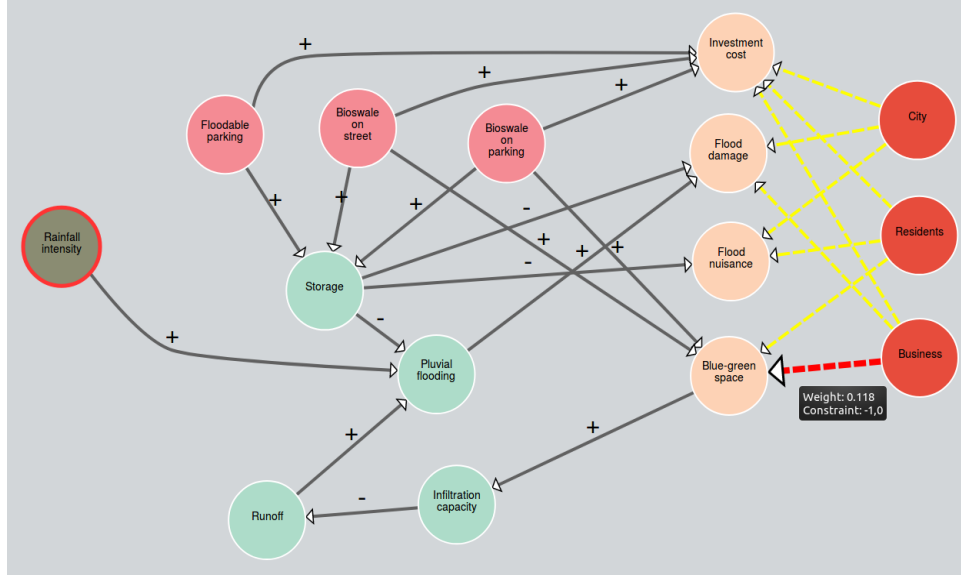 Investment
cost
Floodable
parking
Bioswale
on
street
Bioswale
on
parking
Flood
damage
City
Rainfall
intensity
Residents
Flood
nuisance
Storage
Pluvial
flooding
Blue-green
space
Business
Weight: 0.118
Constraint: -1,0
Runoff
Infiltration
capacity
+
+
+
+
+
+
-
+
+
+
-
-
+
+
+
-